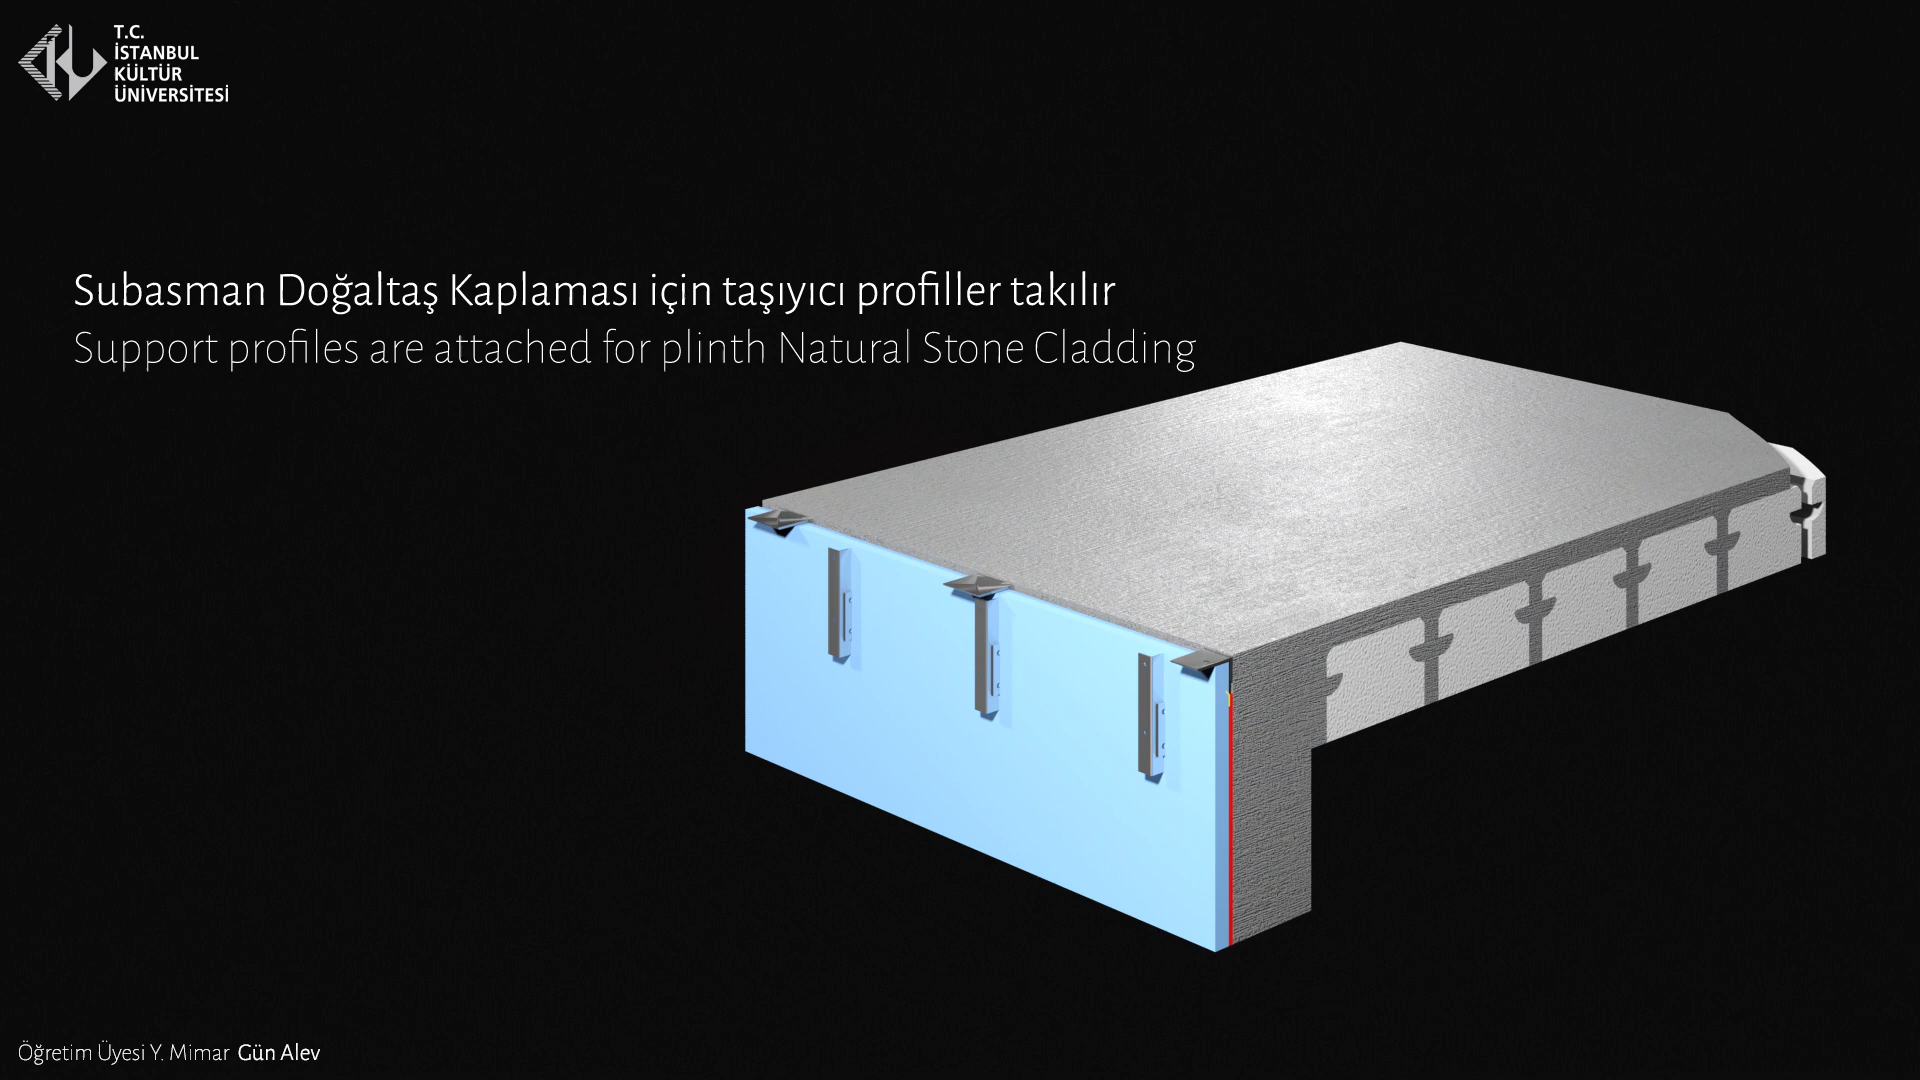 T.C.
İSTANBUL
KÜLTÜR
ÜNİVERSİTESİ
Subasman Doğaltaş Kaplaması için taşıyıcı profiller takılır
Support profiles are attached for plinth Natural Stone Cladding
Öğretim Üyesi Y. Mimar Gün Alev